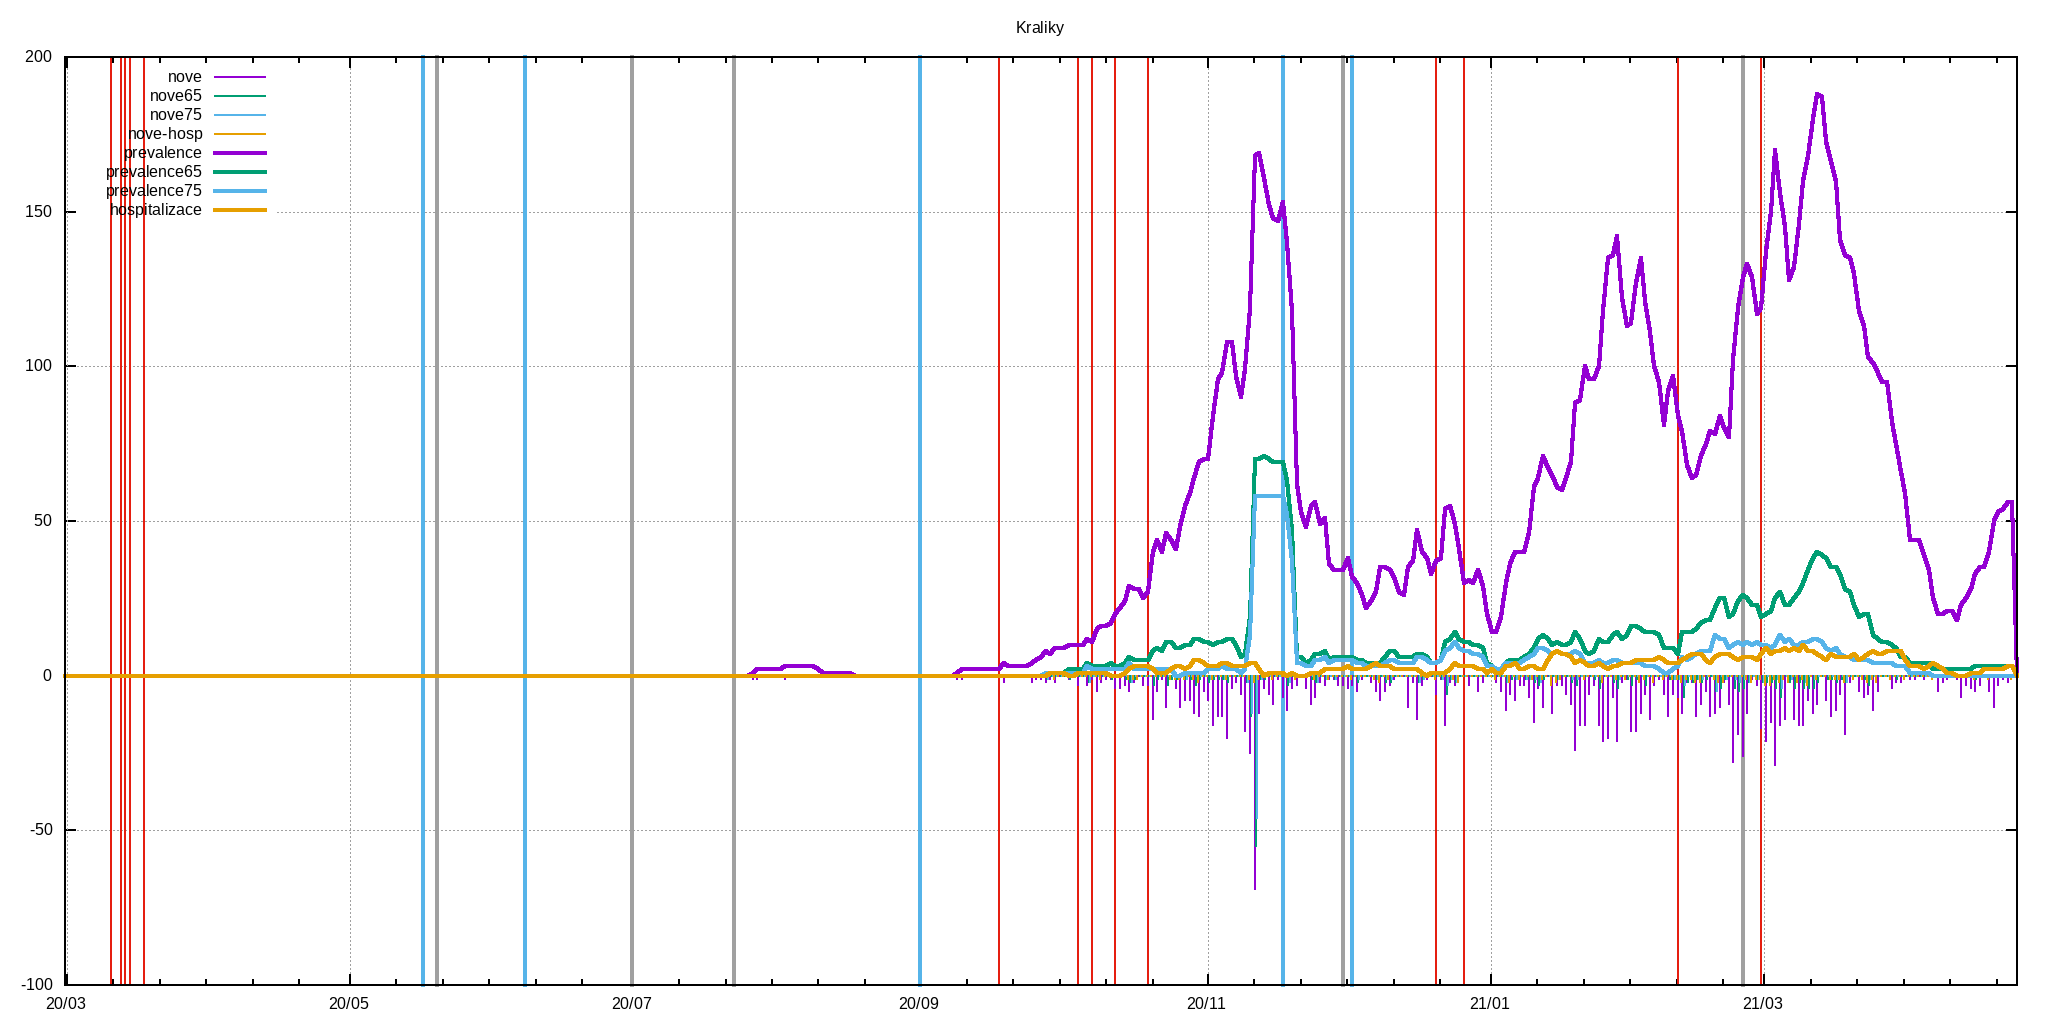 Kraliky
200
150
100
50
0
-50
-100
nove
nove65
nove75
nove-hosp
prevalence
prevalence65
prevalence75
hospitalizace
20/03 20/05 20/07 20/09 20/11 21/01 21/03